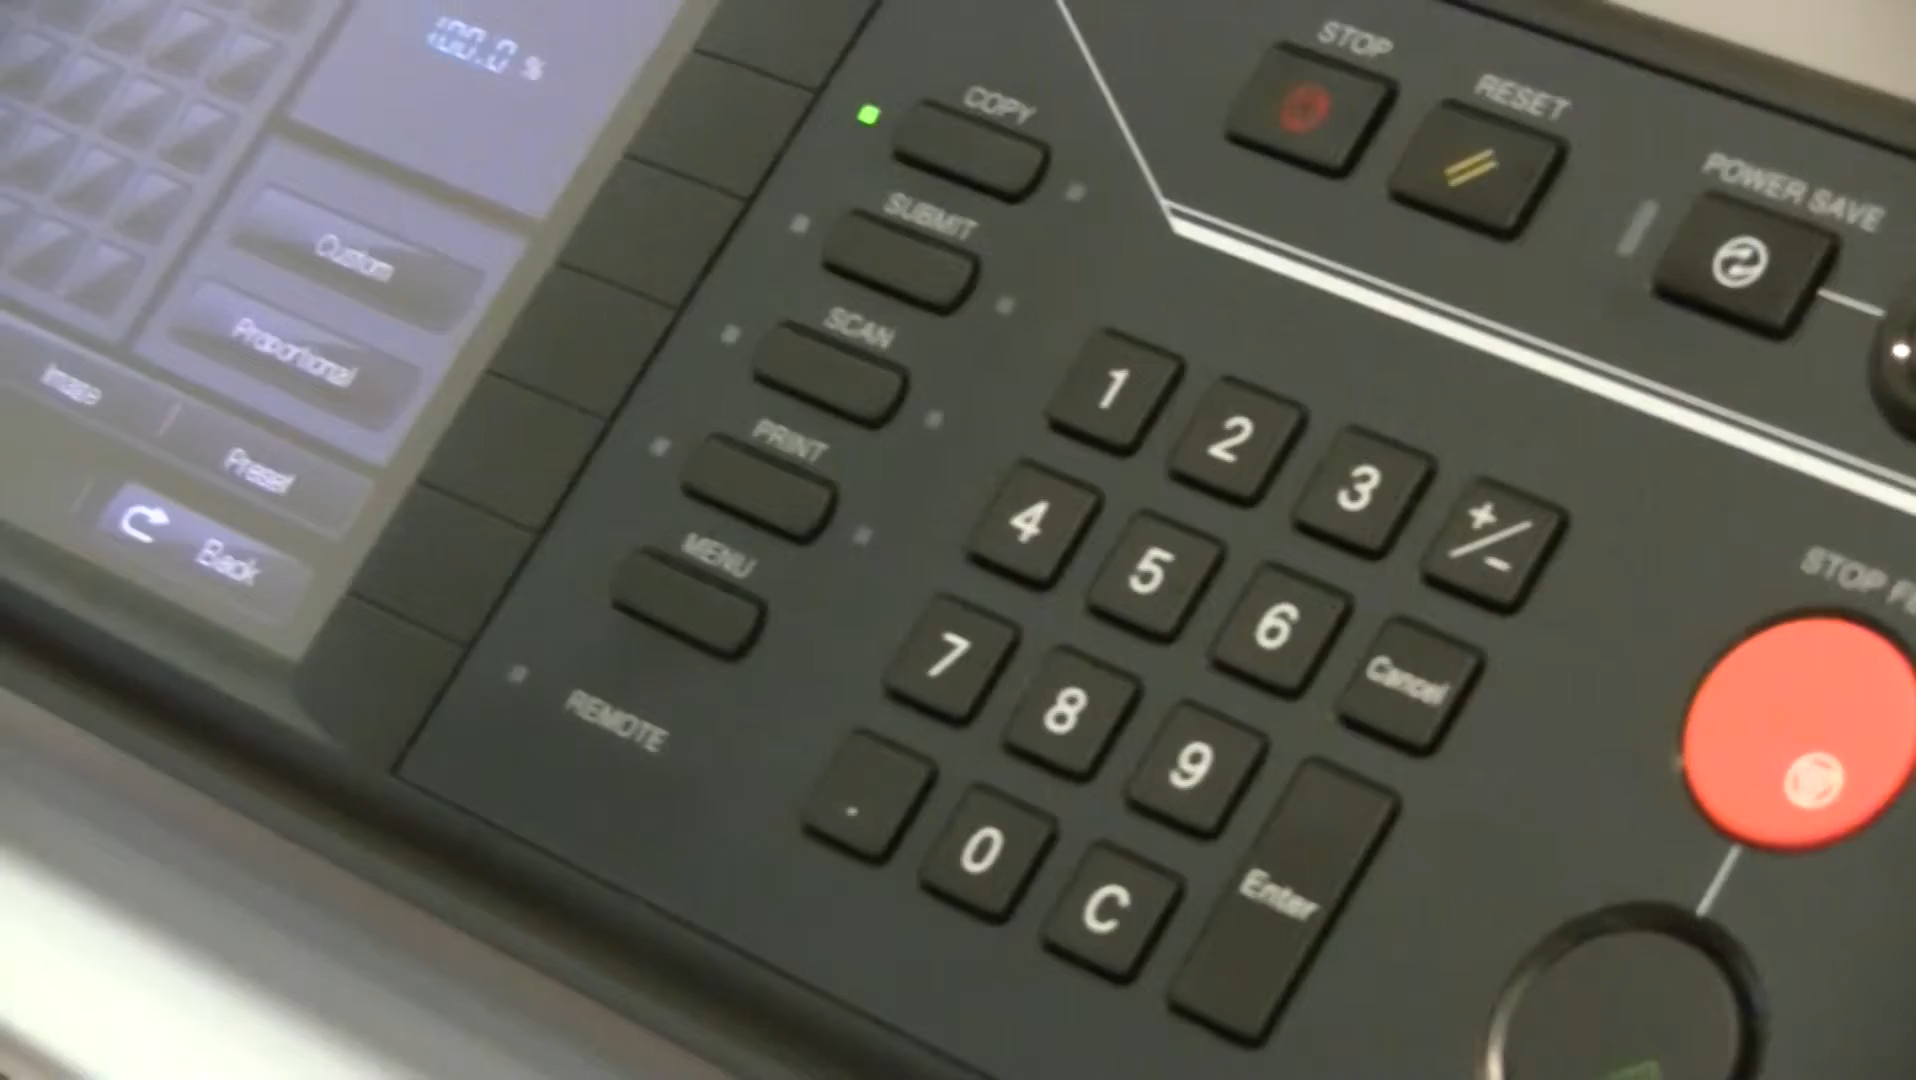 100.0 %
Custom
Proportional
Image
Preset
Back
COPY
SUBMIT
SCAN
PRINT
MENU
REMOTE
STOP
RESET
POWER SAVE
1 2 3 +/-
4 5 6 Cancel
7 8 9
. 0 C Enter
STOP